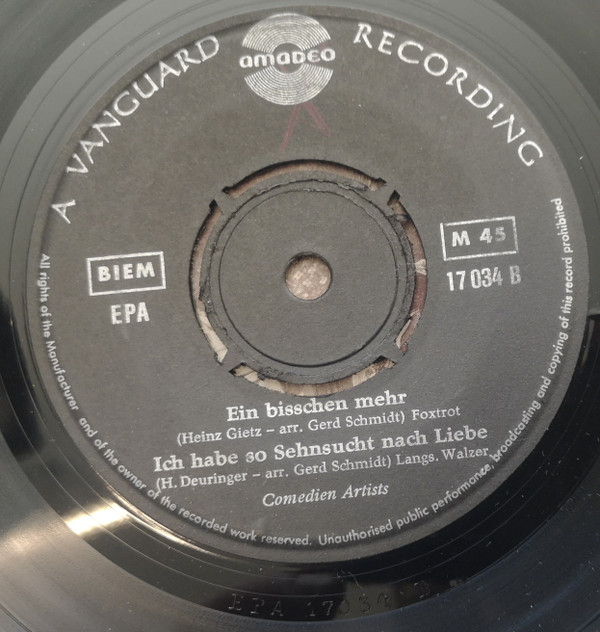 A VANGUARD RECORDING
amadeo
BIEM
EPA
M 45
17 034 B
Ein bisschen mehr
(Heinz Gietz – arr. Gerd Schmidt) Foxtrot
Ich habe so Sehnsucht nach Liebe
(H. Deuringer – arr. Gerd Schmidt) Langs. Walzer
Comedien Artists
All rights of the Manufacturer and of the owner of the recorded work reserved. Unauthorised public performance, broadcasting and copying of this record prohibited
EPA 17034